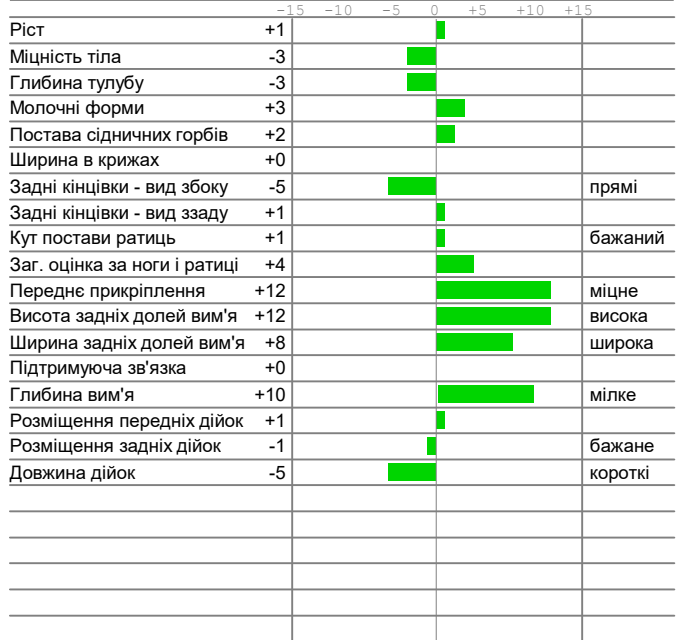 -15 -10 -5 0 +5 +10 +15
Ріст +1
Міцність тіла -3
Глибина тулубу -3
Молочні форми +3
Постава сідничних горбів +2
Ширина в крижах +0
Задні кінцівки - вид збоку -5 прямі
Задні кінцівки - вид ззаду +1
Кут постави ратиць +1 бажаний
Заг. оцінка за ноги і ратиці +4
Переднє прикріплення +12 міцне
Висота задніх долей вим'я +12 висока
Ширина задніх долей вим'я +8 широка
Підтримуюча зв'язка +0
Глибина вим'я +10 мілке
Розміщення передніх дійок +1
Розміщення задніх дійок -1 бажане
Довжина дійок -5 короткі